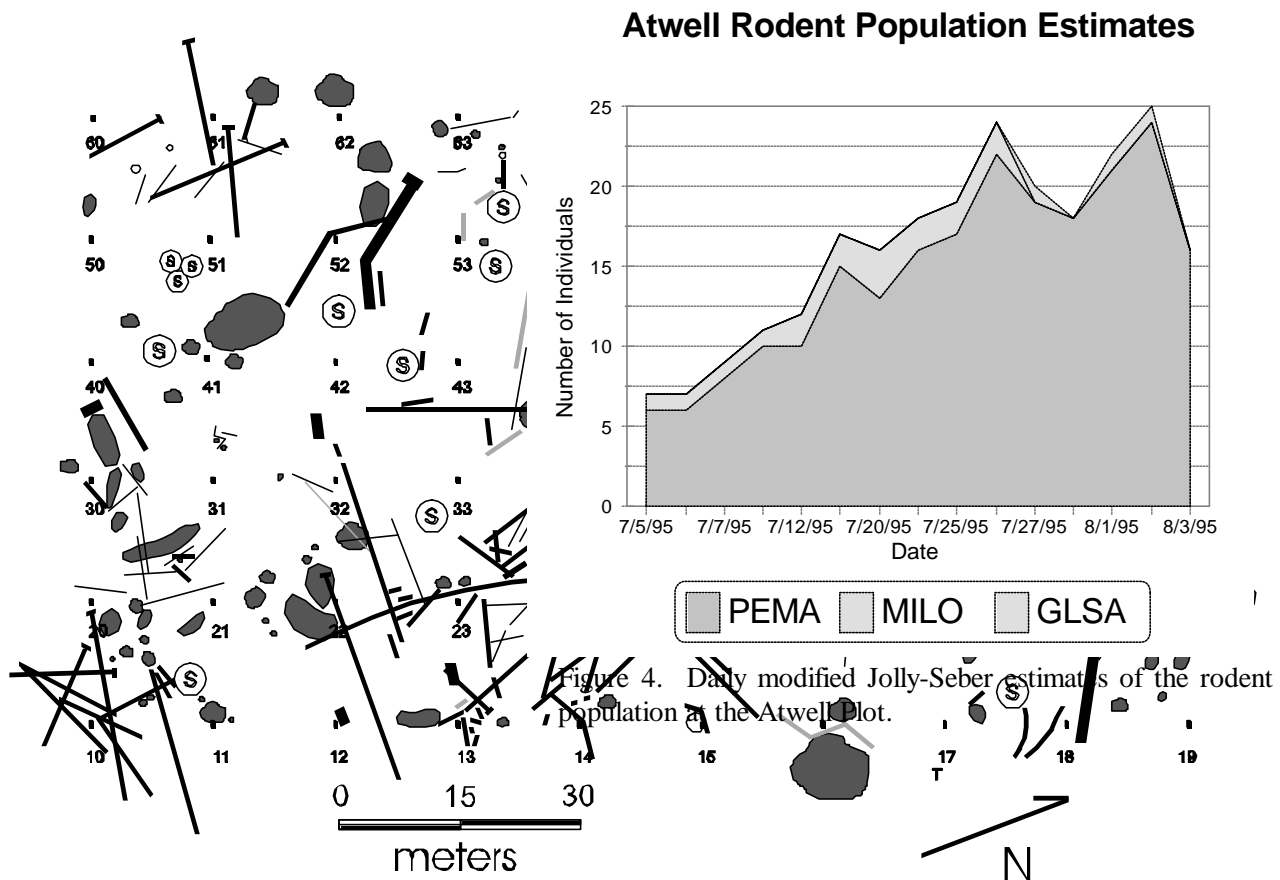 Atwell Rodent Population Estimates
25
20
15
10
5
0
Number of Individuals
7/5/95 7/7/95 7/12/95 7/20/95 7/25/95 7/27/95 8/1/95 8/3/95
Date
PEMA MILO GLSA
Figure 4. Daily modified Jolly-Seber estimates of the rodent
population at the Atwell Plot.
60 61 62 63
S
50 51 52 53
S S S S
S
S S
40 41 42 43
30 31 32 33
S
20 21 22 23
S S
10 11 12 13 14 15 17 18 19
T
0 15 30
meters
N